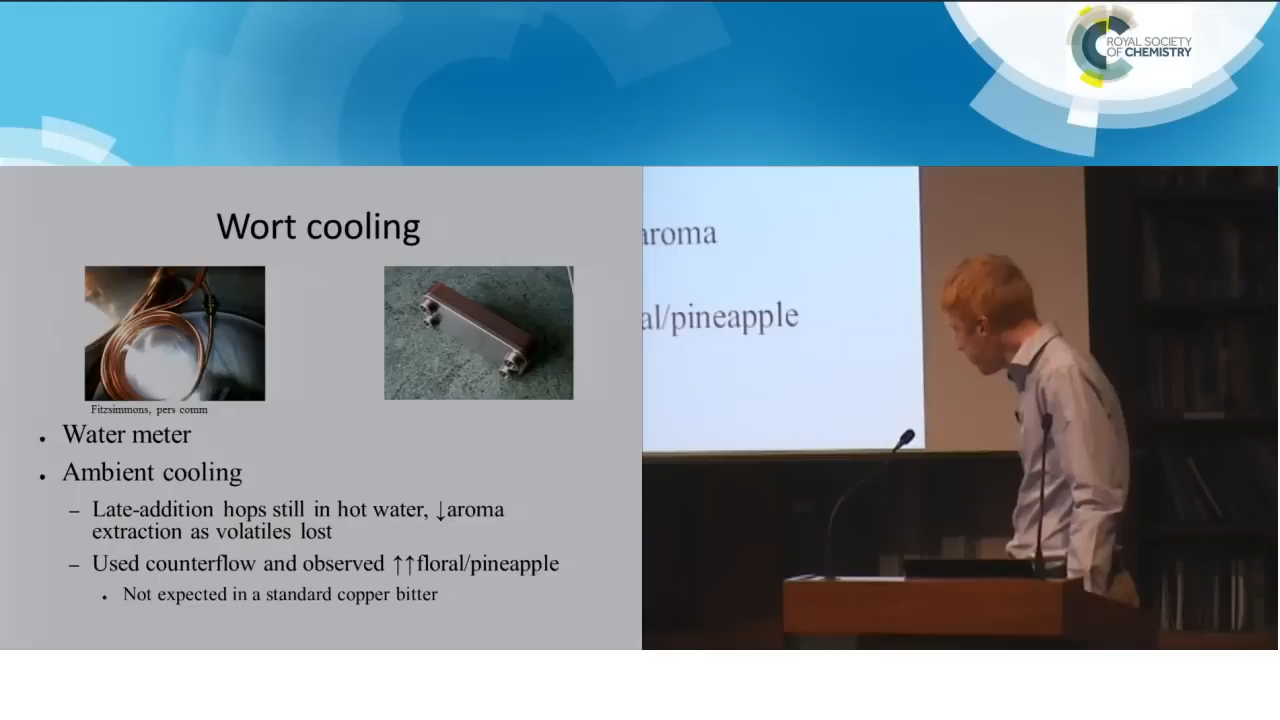 ROYAL SOCIETY
OF CHEMISTRY
Wort cooling
Fitzsimmons, pers comm
• Water meter
• Ambient cooling
– Late-addition hops still in hot water, ↓aroma
extraction as volatiles lost
– Used counterflow and observed ↑↑floral/pineapple
• Not expected in a standard copper bitter
aroma
al/pineapple